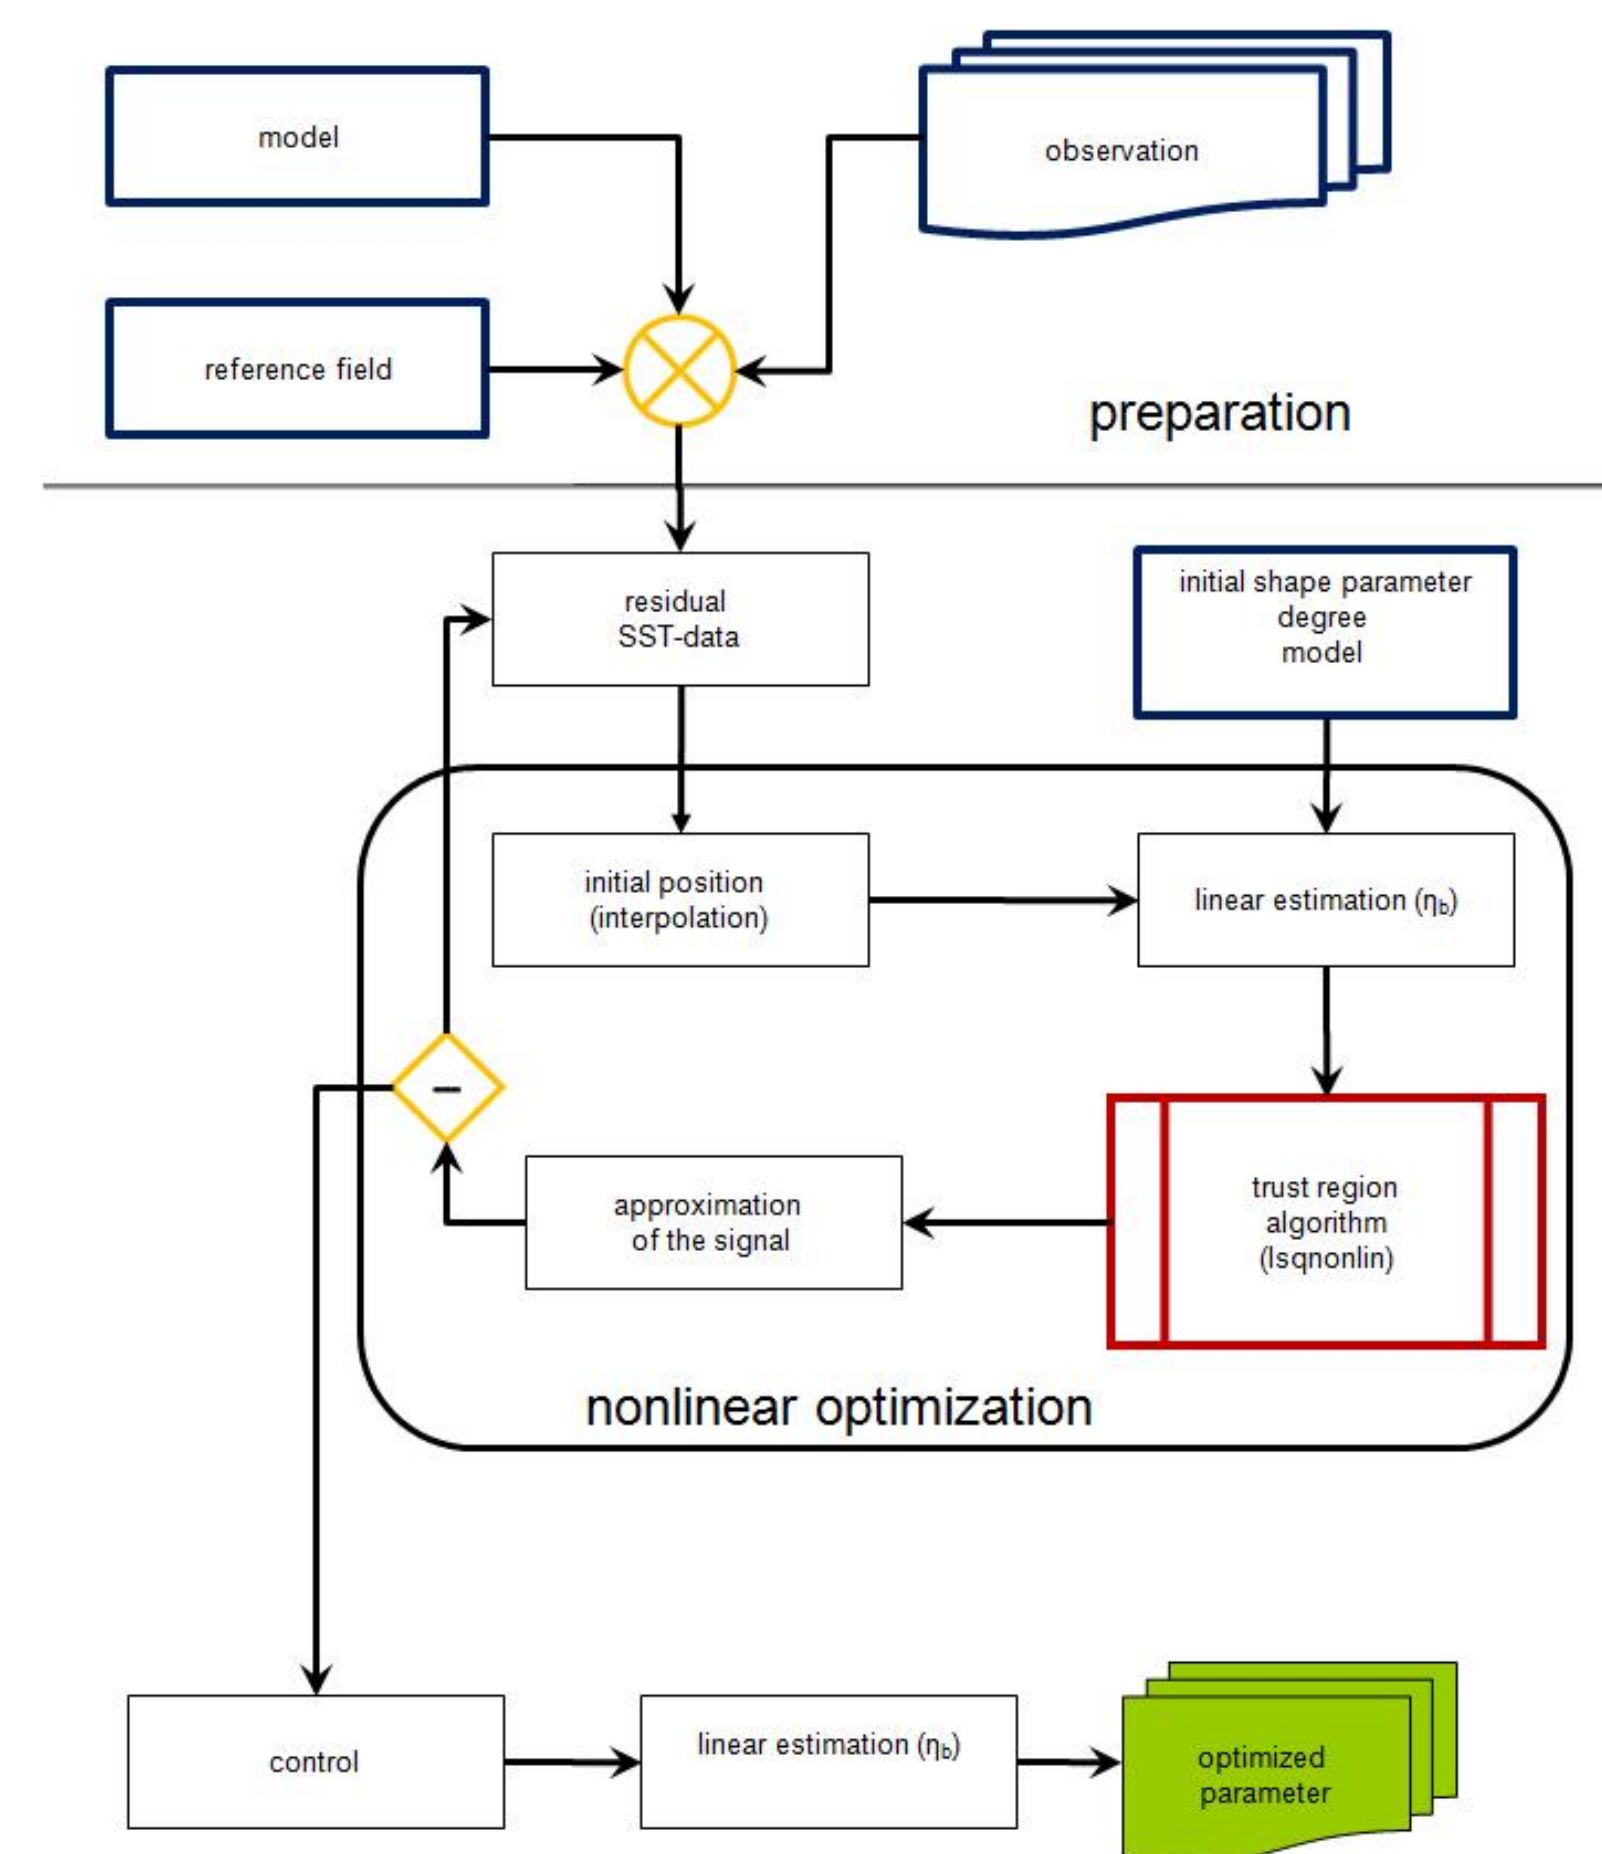 model
observation
reference field
preparation
residual
SST-data
initial shape parameter
degree
model
initial position
(interpolation)
linear estimation (ηb)
–
approximation
of the signal
trust region
algorithm
(lsqnonlin)
nonlinear optimization
control
linear estimation (ηb)
optimized
parameter